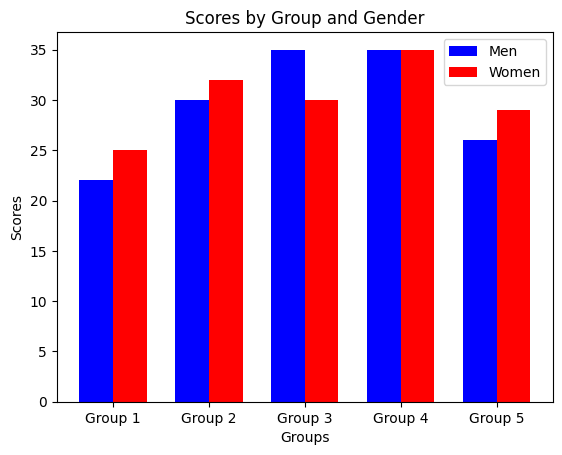 Scores by Group and Gender
Men
Women
35
30
25
20
15
10
5
0
Scores
Group 1 Group 2 Group 3 Group 4 Group 5
Groups